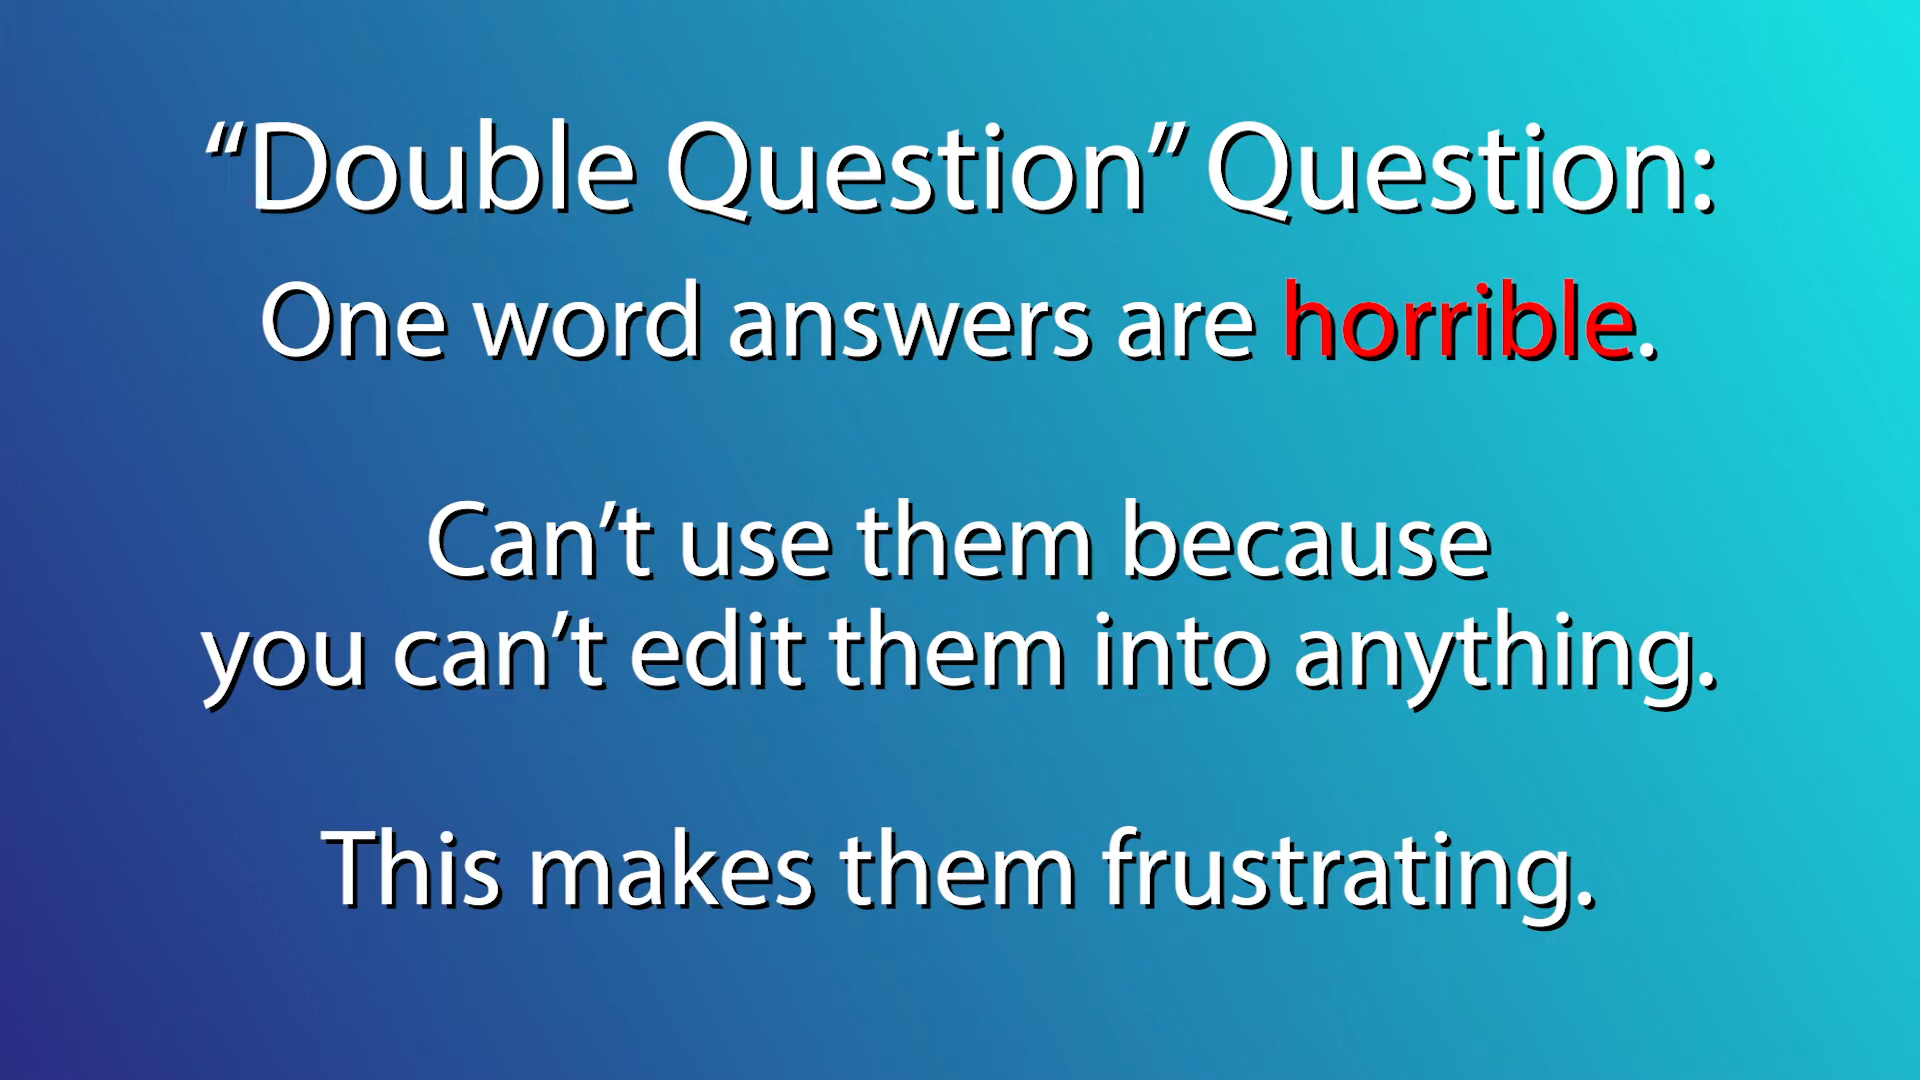 “Double Question” Question:
One word answers are horrible.
Can’t use them because
you can’t edit them into anything.
This makes them frustrating.